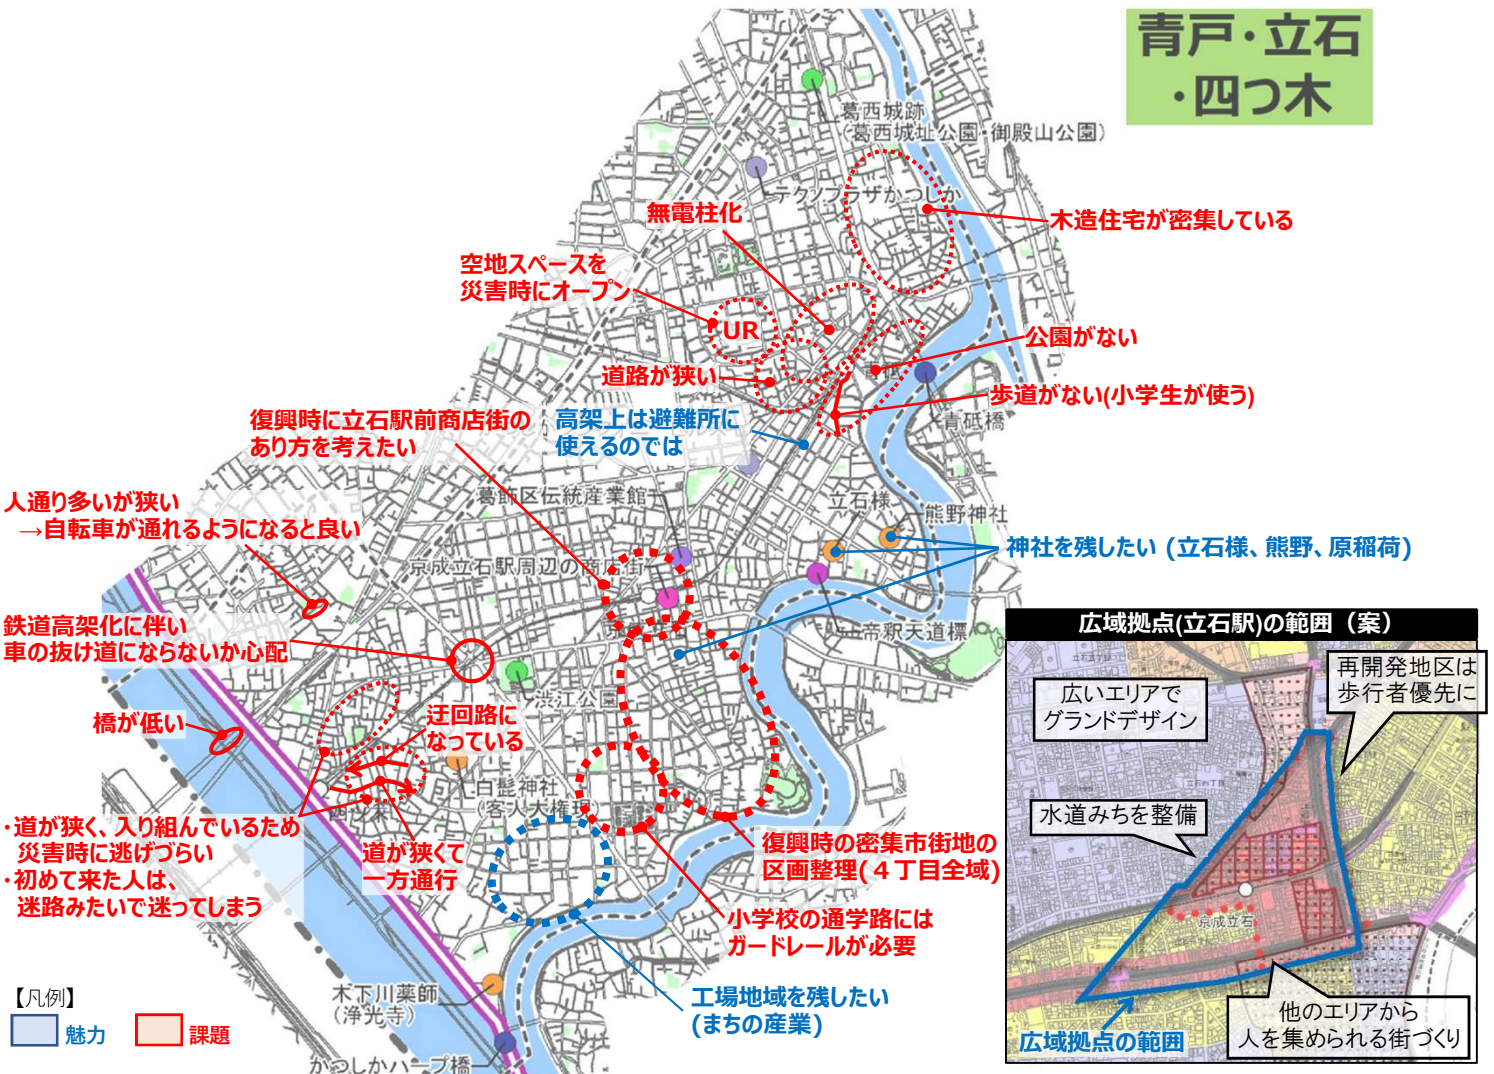 青戸・立石
・四つ木
葛西城跡
(葛西城址公園・御殿山公園)
テクノプラザかつしか
無電柱化
木造住宅が密集している
空地スペースを
災害時にオープン
UR
公園がない
道路が狭い
青砥
歩道がない(小学生が使う)
青砥橋
復興時に立石駅前商店街の
あり方を考えたい
高架上は避難所に
使えるのでは
人通り多いが狭い
→自転車が通れるようになると良い
葛飾区伝統産業館
立石様
熊野神社
神社を残したい (立石様、熊野、原稲荷)
京成立石駅周辺の商店街
鉄道高架化に伴い
車の抜け道にならないか心配
帝釈天道標
渋江公園
橋が低い
迂回路に
なっている
白髭神社
(客人大権現)
四ツ木
・道が狭く、入り組んでいるため
災害時に逃げづらい
・初めて来た人は、
迷路みたいで迷ってしまう
道が狭くて
一方通行
復興時の密集市街地の
区画整理(4丁目全域)
小学校の通学路には
ガードレールが必要
工場地域を残したい
(まちの産業)
木下川薬師
(浄光寺)
かつしかハープ橋
【凡例】
魅力
課題
広域拠点(立石駅)の範囲(案)
広いエリアで
グランドデザイン
再開発地区は
歩行者優先に
水道みちを整備
京成立石
他のエリアから
人を集められる街づくり
広域拠点の範囲